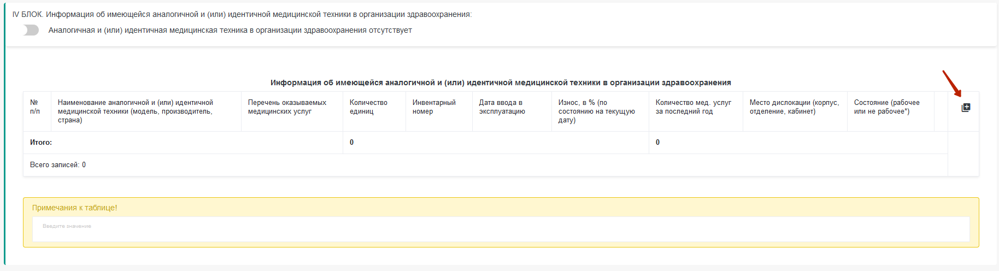 IV БЛОК. Информация об имеющейся аналогичной и (или) идентичной медицинской техники в организации здравоохранения:
Аналогичная и (или) идентичная медицинская техника в организации здравоохранения отсутствует
Информация об имеющейся аналогичной и (или) идентичной медицинской техники в организации здравоохранения
№
п/п
Наименование аналогичной и (или) идентичной
медицинской техники (модель, производитель,
страна)
Перечень оказываемых
медицинских услуг
Количество
единиц
Инвентарный
номер
Дата ввода в
эксплуатацию
Износ, в % (по
состоянию на текущую
дату)
Количество мед. услуг
за последний год
Место дислокации (корпус,
отделение, кабинет)
Состояние (рабочее
или не рабочее*)
Итого:
0
0
Всего записей: 0
Примечания к таблице!
Введите значение